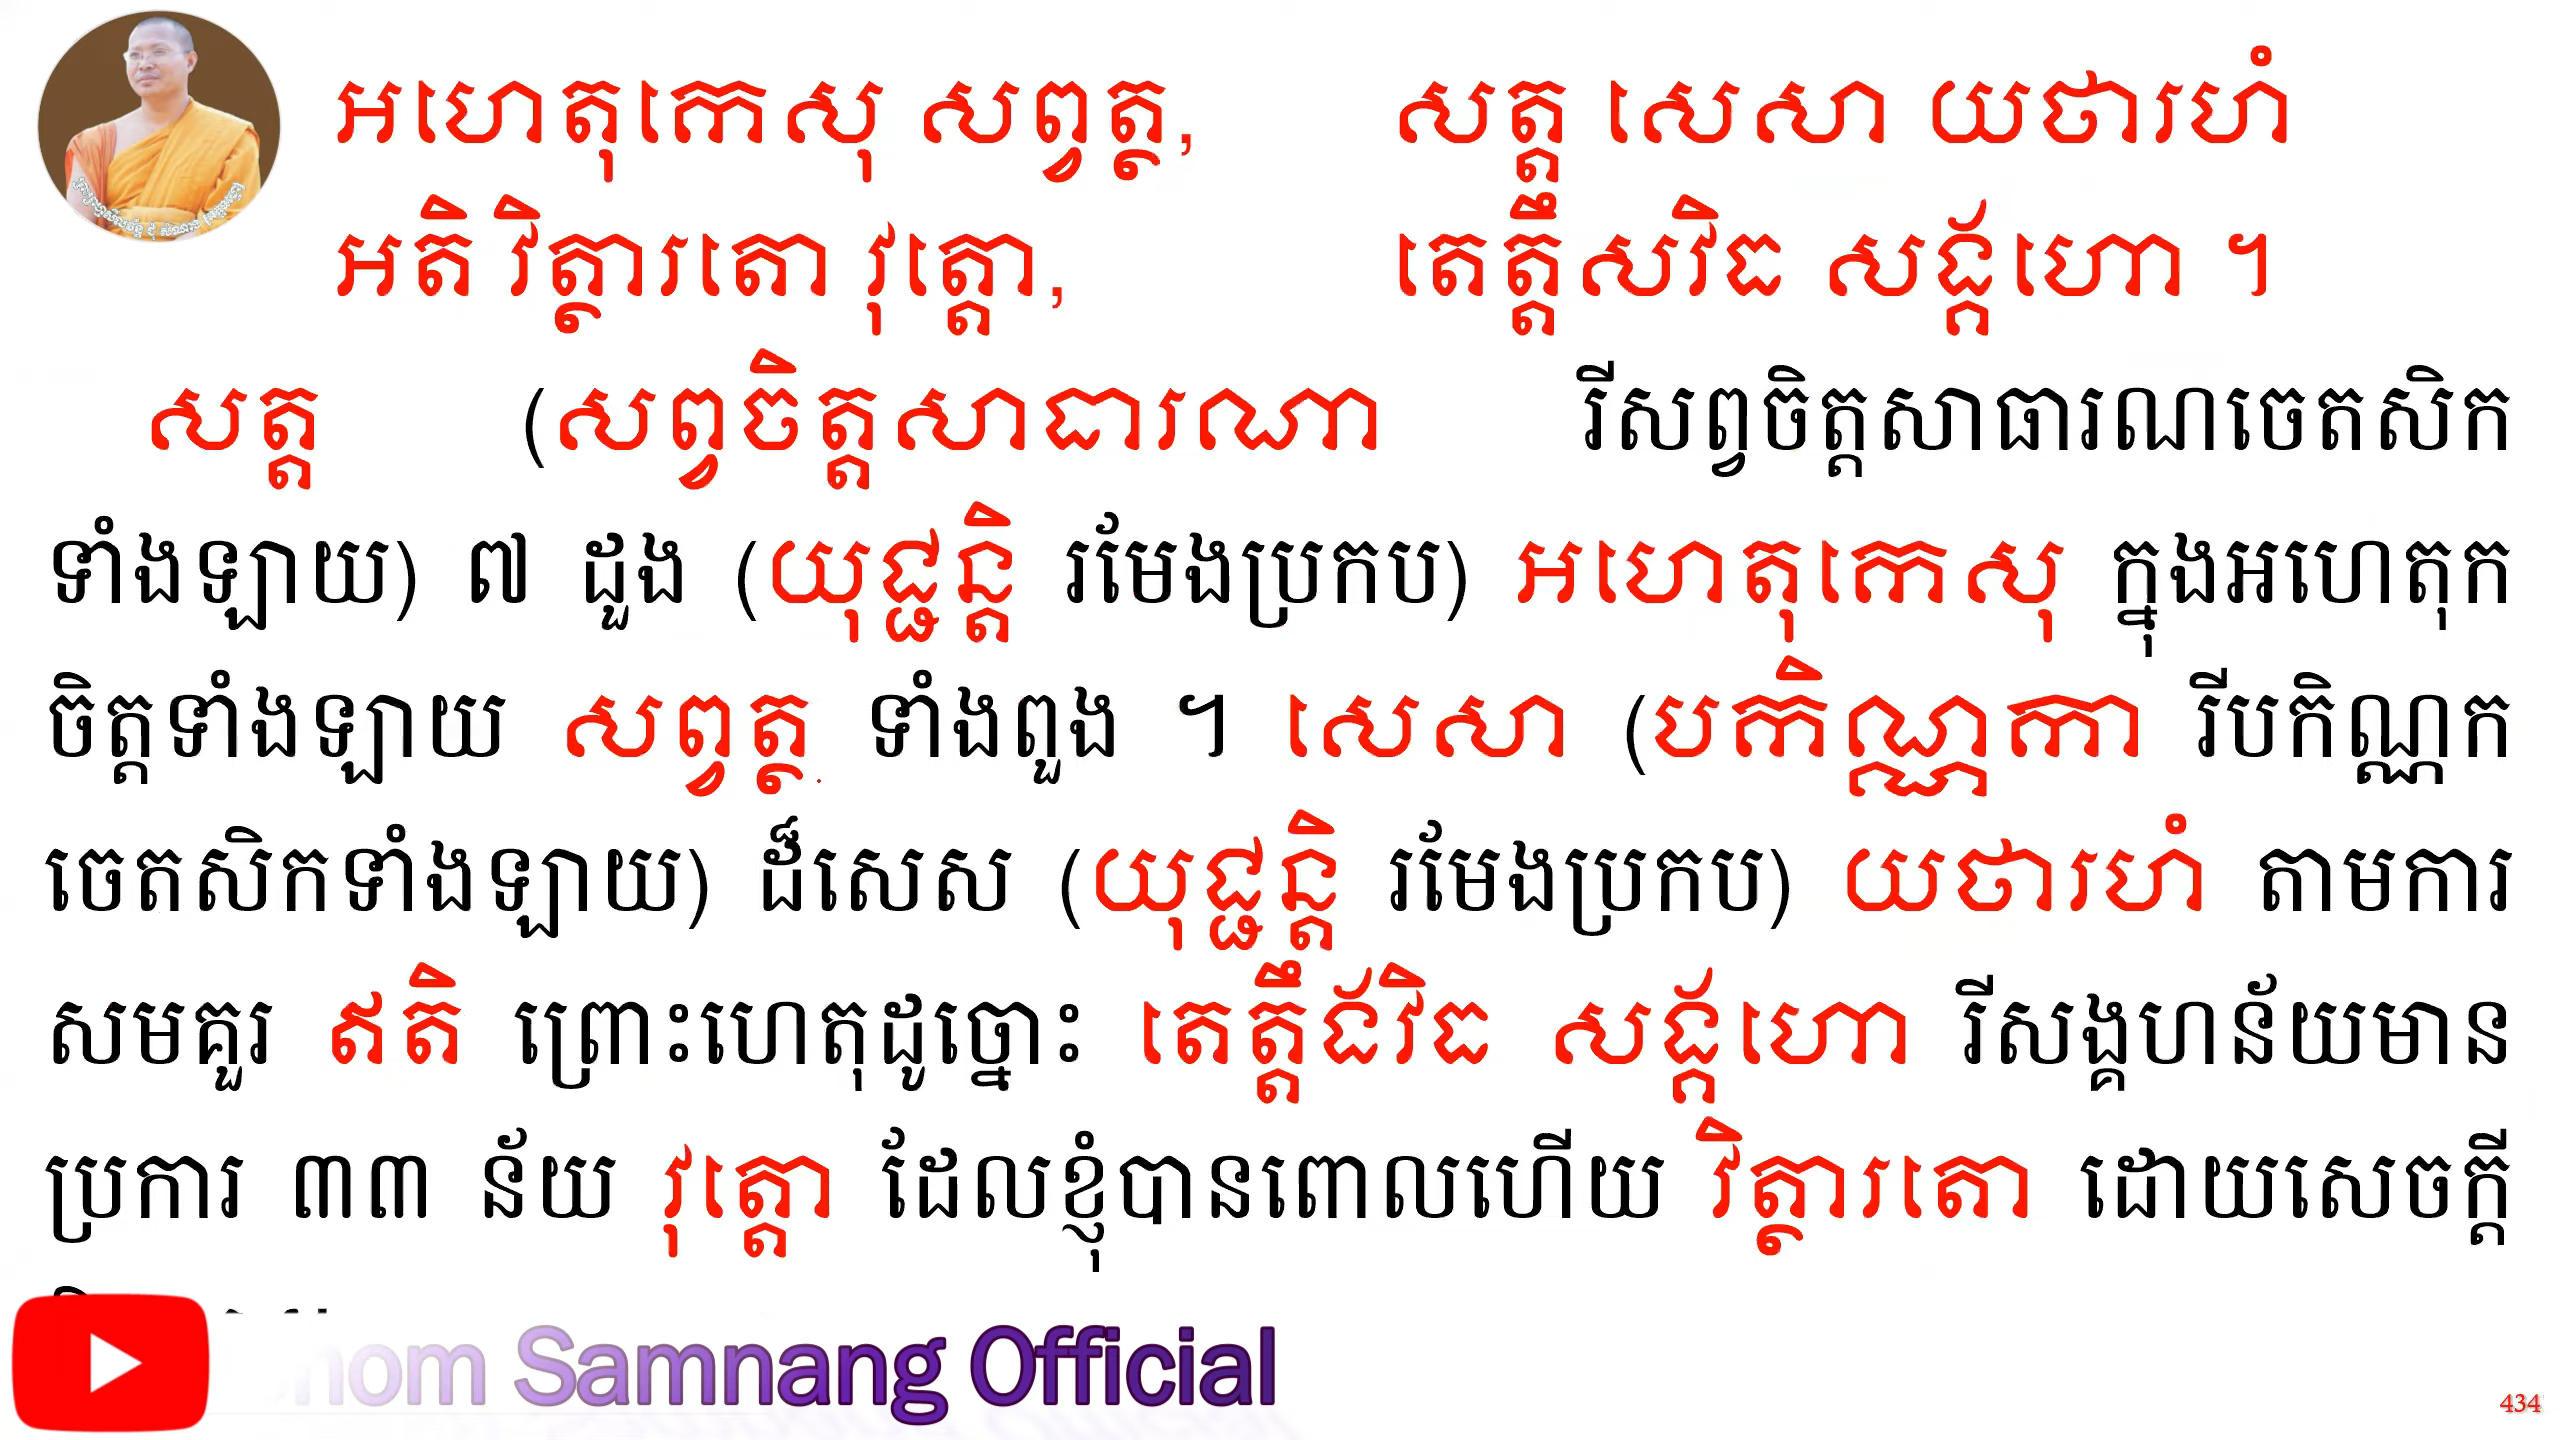 អហេតុកេសុ សព្វត្ថ, សត្ត សេសា យថារហំ
អតិ វិត្ថារតោ វុត្តោ, តេត្តឹសវិធ សង្គ័ហោ ។
សត្ត (សព្វចិត្តសាធារណា រីសព្វចិត្តសាធារណចេតសិក
ទាំងឡាយ) ៧ ដួង (យុជ្ជន្តិ រមែងប្រកប) អហេតុកេសុ ក្នុងអហេតុក
ចិត្តទាំងឡាយ សព្វត្ថ ទាំងពួង ។ សេសា (បកិណ្ណកា រីបកិណ្ណក
ចេតសិកទាំងឡាយ) ដ៏សេស (យុជ្ជន្តិ រមែងប្រកប) យថារហំ តាមការ
សមគួរ ឥតិ ព្រោះហេតុដូច្នោះ តេត្តឹង័វិធ សង្គ័ហោ រីសង្គហន័យមាន
ប្រការ ៣៣ ន័យ វុត្តោ ដែលខ្ញុំបានពោលហើយ វិត្ថារតោ ដោយសេចក្តី
hom Samnang Official
434